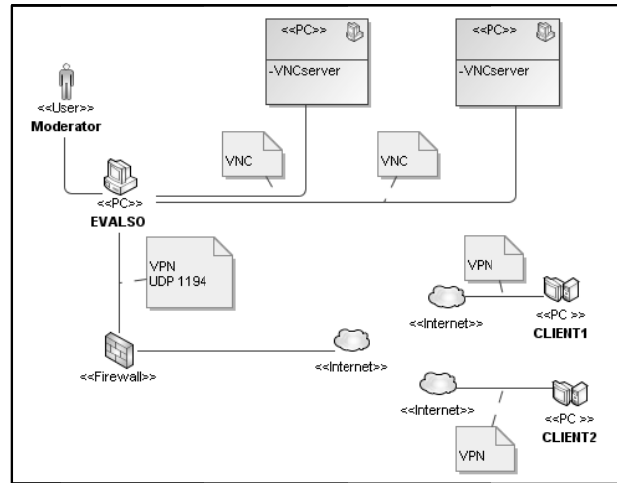 <<PC>>
-VNCserver
<<PC>>
-VNCserver
<<User>>
Moderator
VNC
VNC
<<PC>>
EVALSO
VPN
UDP 1194
<<Firewall>>
<<Internet>>
VPN
<<Internet>>
<<PC >>
CLIENT1
<<Internet>>
<<PC >>
CLIENT2
VPN